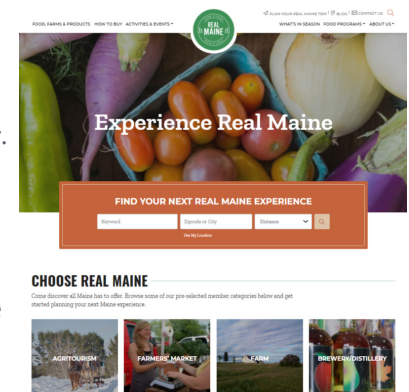 PLAN YOUR REAL MAINE TRIP | BLOG | CONTACT US
FOOD, FARMS & PRODUCTS HOW TO BUY ACTIVITIES & EVENTS
REAL
MAINE
WHAT'S IN SEASON FOOD PROGRAMS ABOUT US
Experience Real Maine
FIND YOUR NEXT REAL MAINE EXPERIENCE
Keyword
Zipcode or City
Distance
Use My Location
CHOOSE REAL MAINE
Come discover all Maine has to offer. Browse some of our pre-selected member categories below and get
started planning your next Maine experience.
AGRITOURISM
FARMERS' MARKET
FARM
BREWERY/DISTILLERY